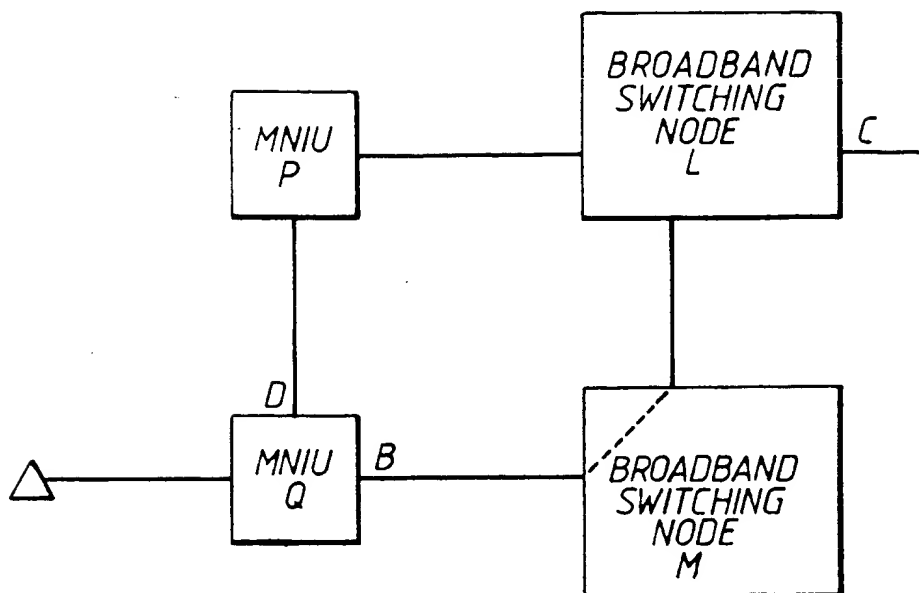 BROADBAND
SWITCHING
NODE
L
C
MNIU
P
D
MNIU
Q
B
BROADBAND
SWITCHING
NODE
M